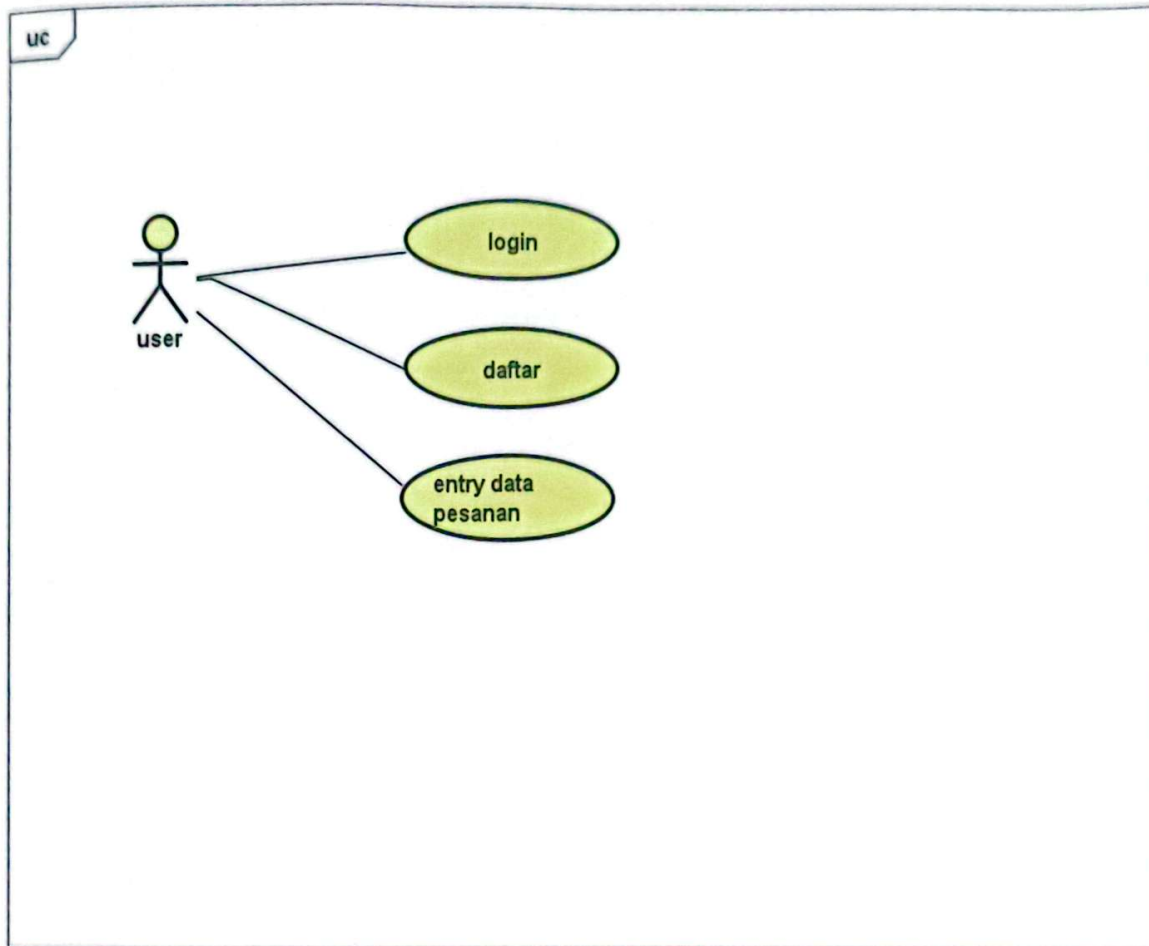 uc
login
user
daftar
entry data
pesanan